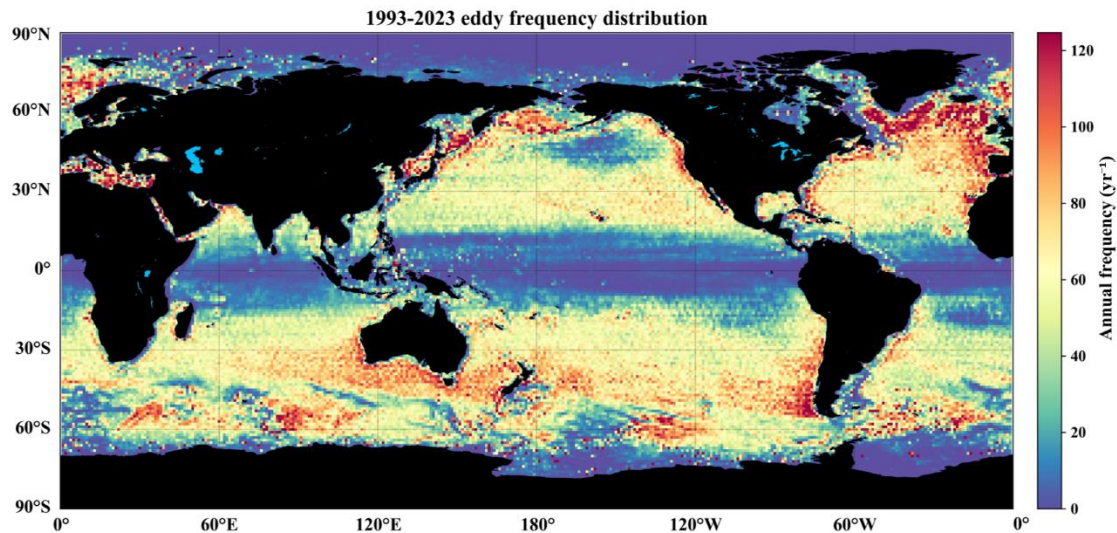 1993-2023 eddy frequency distribution
90°N
60°N
30°N
0°
30°S
60°S
90°S
0°
60°E
120°E
180°
120°W
60°W
0°
120
100
80
60
40
20
0
Annual frequency (yr⁻¹)